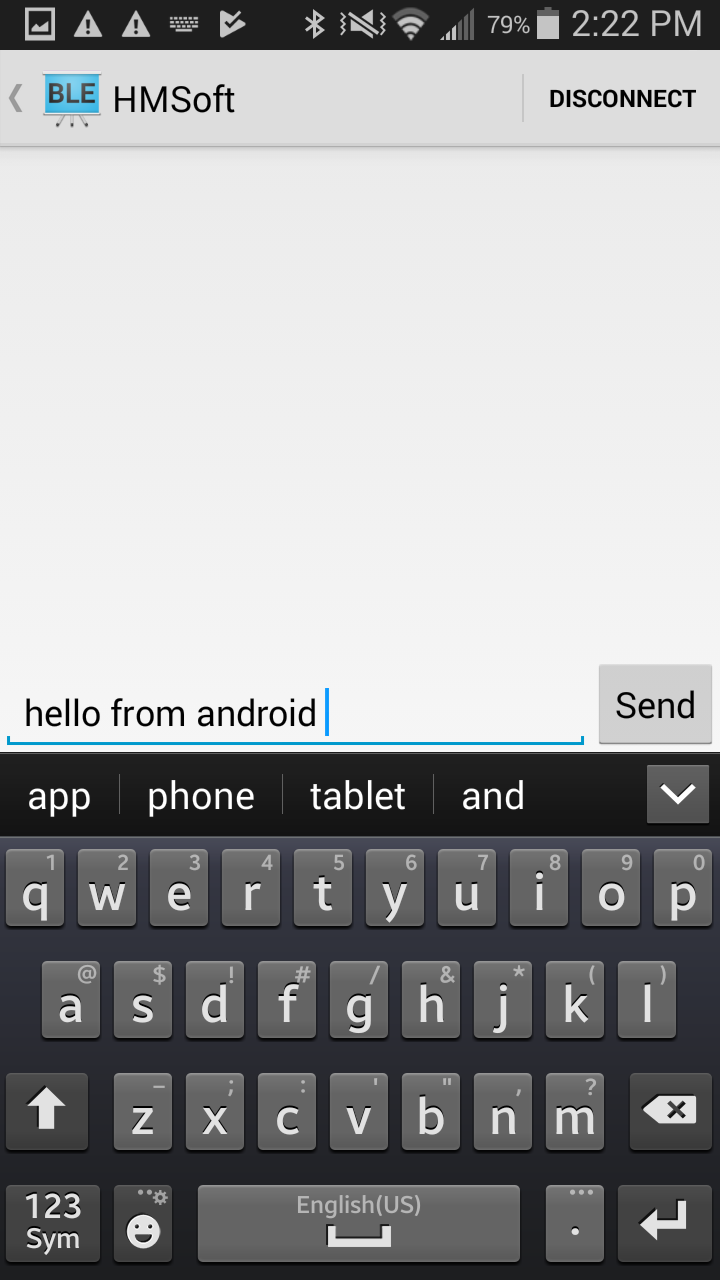 79% 2:22 PM
BLE HMSoft DISCONNECT
hello from android Send
app phone tablet and
1 2 3 4 5 6 7 8 9 0
q w e r t y u i o p
@ $ ! # / & * ( )
a s d f g h j k l
_ ; : ' " , ?
z x c v b n m
123 English(US) ...
Sym .